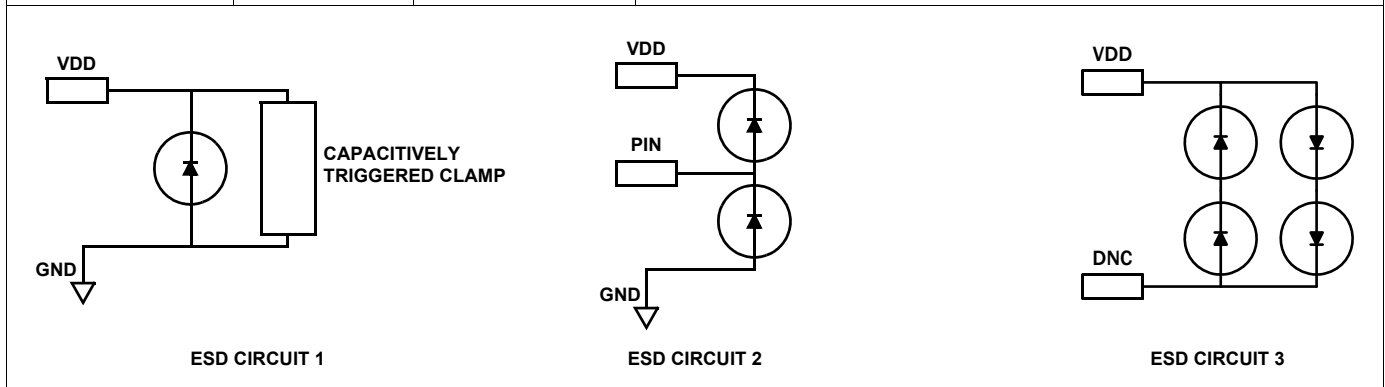 VDD
CAPACITIVELY
TRIGGERED CLAMP
GND
ESD CIRCUIT 1
VDD
PIN
GND
ESD CIRCUIT 2
VDD
DNC
ESD CIRCUIT 3